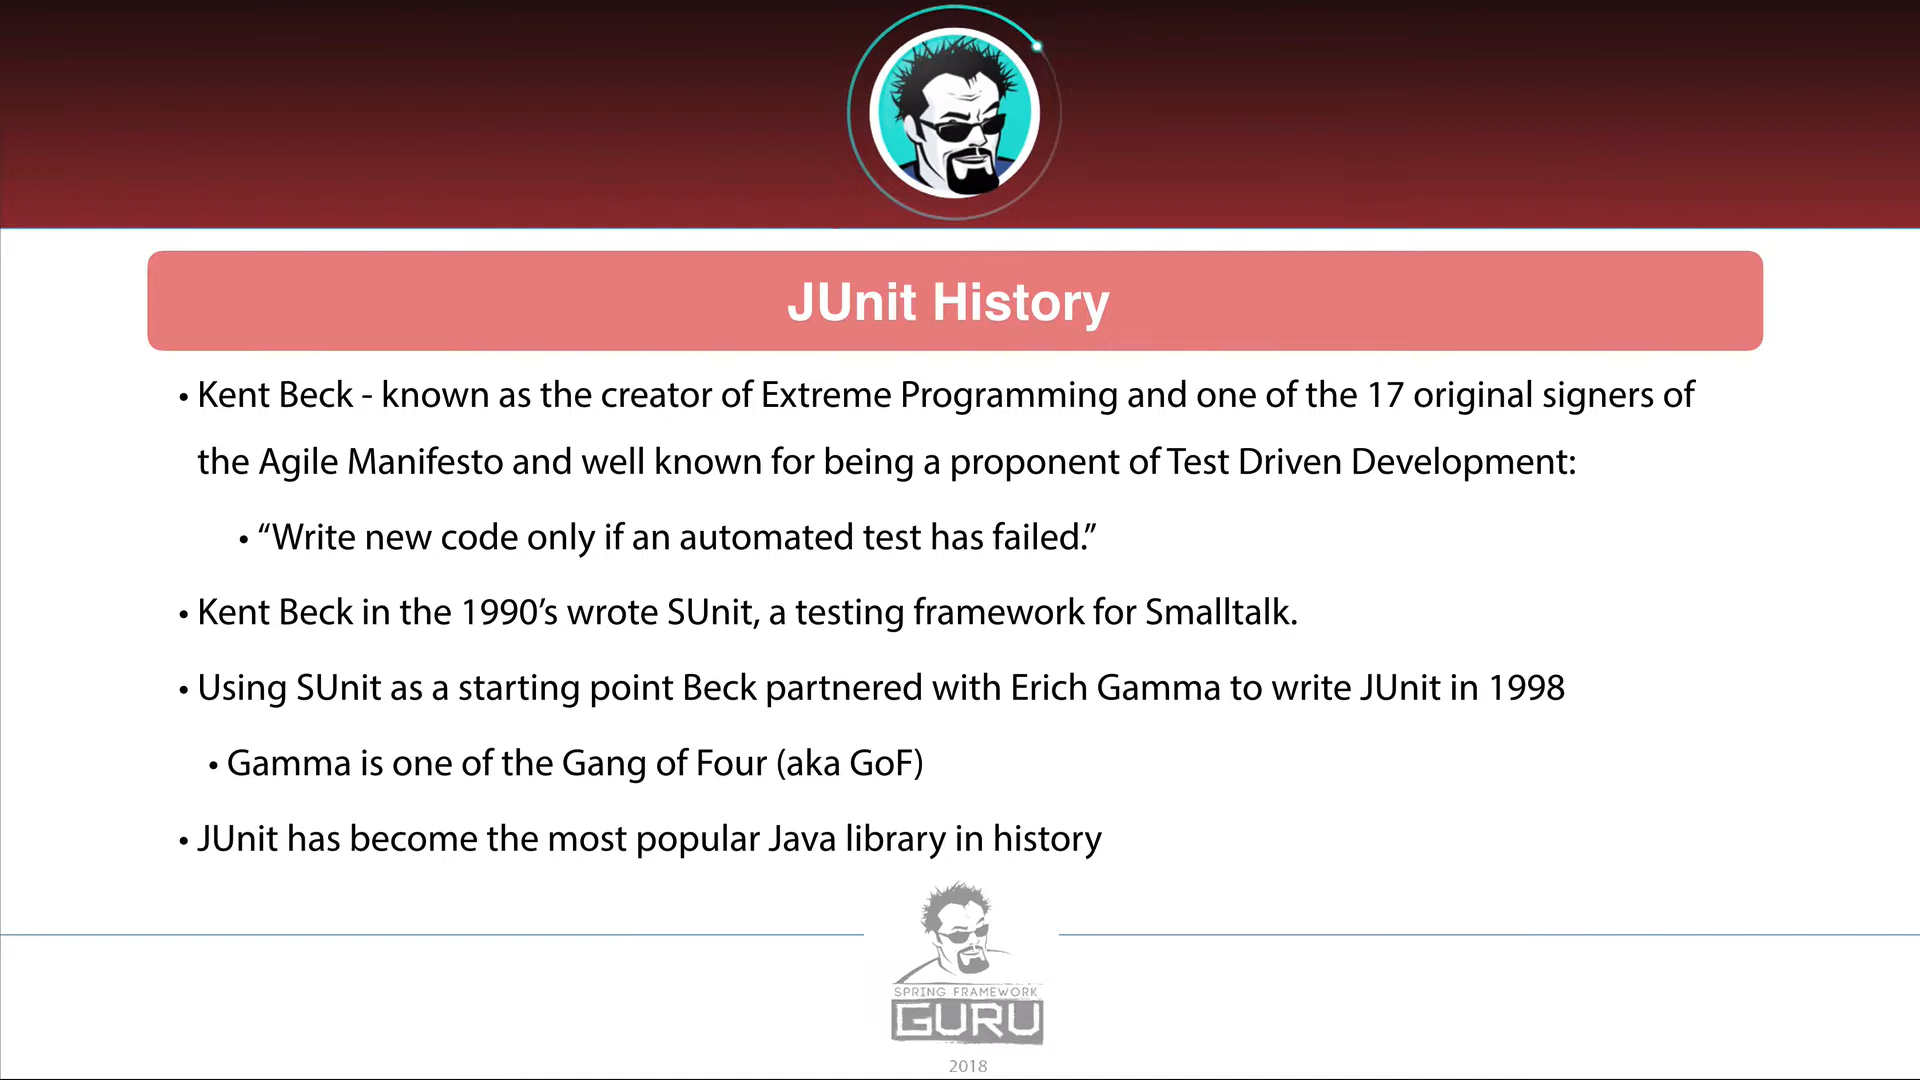 JUnit History
• Kent Beck - known as the creator of Extreme Programming and one of the 17 original signers of
the Agile Manifesto and well known for being a proponent of Test Driven Development:
• “Write new code only if an automated test has failed.”
• Kent Beck in the 1990’s wrote SUnit, a testing framework for Smalltalk.
• Using SUnit as a starting point Beck partnered with Erich Gamma to write JUnit in 1998
• Gamma is one of the Gang of Four (aka GoF)
• JUnit has become the most popular Java library in history
SPRING FRAMEWORK
GURU
2018